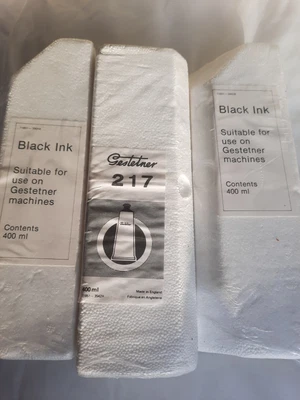 Black Ink
Suitable for
use on
Gestetner
machines
Contents
400 ml
Gestetner
217
400 ml
Made in England
Black Ink
Suitable for
use on
Gestetner
machines
Contents
400 ml